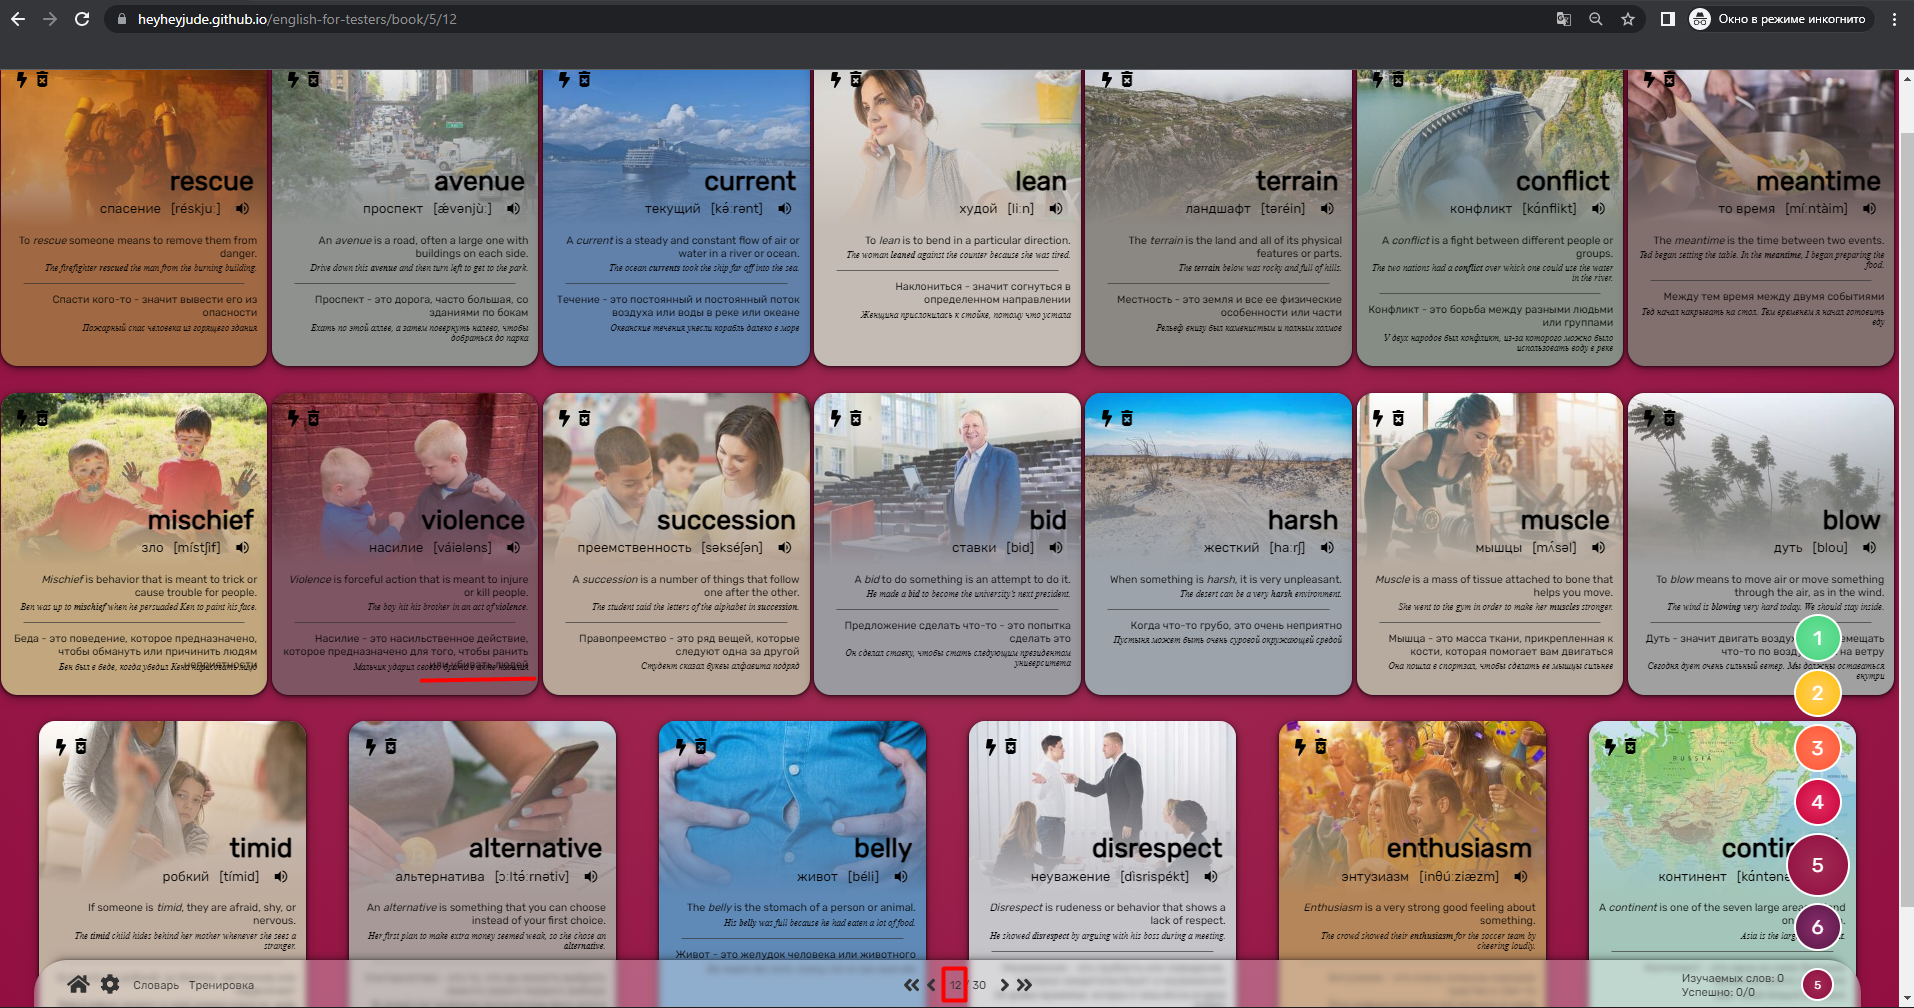 heyheyjude.github.io/english-for-testers/book/5/12
Окно в режиме инкогнито
rescue
спасение [réskju:]
To rescue someone means to remove them from
danger.
The firefighter rescued the man from the burning building.
Спасти кого-то - значит вывести его из
опасности
Пожарный спас человека из горящего здания
avenue
проспект [ǽvənjù:]
An avenue is a road, often a large one with
buildings on each side.
Drive down this avenue and then turn left to get to the park.
Проспект - это дорога, часто большая, со
зданиями по бокам
Ехать по этой аллее, а затем повернуть налево, чтобы
добраться до парка
current
текущий [kə́:rənt]
A current is a steady and constant flow of air or
water in a river or ocean.
The ocean currents took the ship far off into the sea.
Течение - это постоянный и постоянный поток
воздуха или воды в реке или океане
Океанские течения унесли корабль далеко в море
lean
худой [li:n]
To lean is to bend in a particular direction.
The woman leaned against the counter because she was tired.
Наклониться - значит согнуться в
определенном направлении
Женщина прислонилась к стойке, потому что устала
terrain
ландшафт [təréin]
The terrain is the land and all of its physical
features or parts.
The terrain below was rocky and full of hills.
Местность - это земля и все ее физические
особенности или части
Рельеф внизу был каменистым и полным холмов
conflict
конфликт [kάnflikt]
A conflict is a fight between different people or
groups.
The two nations had a conflict over which one could use the water
in the river.
Конфликт - это борьба между разными людьми
или группами
У двух народов был конфликт, из-за которого можно было
использовать воду в реке
meantime
то время [mí:ntàim]
The meantime is the time between two events.
Ted began setting the table. In the meantime, I began preparing the
food.
Между тем время между двумя событиями
Тед начал накрывать на стол. Тем временем я начал готовить
еду
mischief
зло [místʃif]
Mischief is behavior that is meant to trick or
cause trouble for people.
Ben was up to mischief when he persuaded Ken to paint his face.
Беда - это поведение, которое предназначено,
чтобы обмануть или причинить людям
неприятности
Бен был в беде, когда убедил Кена нарисовать лицо
violence
насилие [váiələns]
Violence is forceful action that is meant to injure
or kill people.
The boy hit his brother in an act of violence.
Насилие - это насильственное действие,
которое предназначено для того, чтобы ранить
или убивать людей
Мальчик ударил своего брата в акте насилия
succession
преемственность [səkséʃən]
A succession is a number of things that follow
one after the other.
The student said the letters of the alphabet in succession.
Правопреемство - это ряд вещей, которые
следуют одна за другой
Студент сказал буквы алфавита подряд
bid
ставки [bid]
A bid to do something is an attempt to do it.
He made a bid to become the university's next president.
Предложение сделать что-то - это попытка
сделать это
Он сделал ставку, чтобы стать следующим президентом
университета
harsh
жесткий [ha:rʃ]
When something is harsh, it is very unpleasant.
The desert can be a very harsh environment.
Когда что-то грубо, это очень неприятно
Пустыня может быть очень суровой окружающей средой
muscle
мышцы [mʌ́səl]
Muscle is a mass of tissue attached to bone that
helps you move.
She went to the gym in order to make her muscles stronger.
Мышца - это масса ткани, прикрепленная к
кости, которая помогает вам двигаться
Она пошла в спортзал, чтобы сделать ее мышцы сильнее
blow
дуть [blou]
To blow means to move air or move something
through the air, as in the wind.
The wind is blowing very hard today. We should stay inside.
Дуть - значит двигать воздух
на ветру
Сегодня дует очень сильный ветер. Мы должны оставаться
внутри
1
2
3
4
5
6
timid
робкий [tímid]
If someone is timid, they are afraid, shy, or
nervous.
The timid child hides behind her mother whenever she sees a
stranger.
alternative
альтернатива [ɔ:ltə́:rnətiv]
An alternative is something that you can choose
instead of your first choice.
Her first plan to make extra money seemed weak, so she chose an
alternative.
belly
живот [béli]
The belly is the stomach of a person or animal.
His belly was full because he had eaten a lot of food.
Живот - это желудок человека или животного
disrespect
неуважение [dìsrispékt]
Disrespect is rudeness or behavior that shows a
lack of respect.
He showed disrespect by arguing with his boss during a meeting.
enthusiasm
энтузиазм [inθú:ziæzm]
Enthusiasm is a very strong good feeling about
something.
The crowd showed their enthusiasm for the soccer team by
cheering loudly.
RUSSIA
contin
континент [kάntəne
A continent is one of the seven large areas
Asia is the larg
Словарь Тренировка
12 / 30
Изучаемых слов: 0
Успешно: 0/0
5